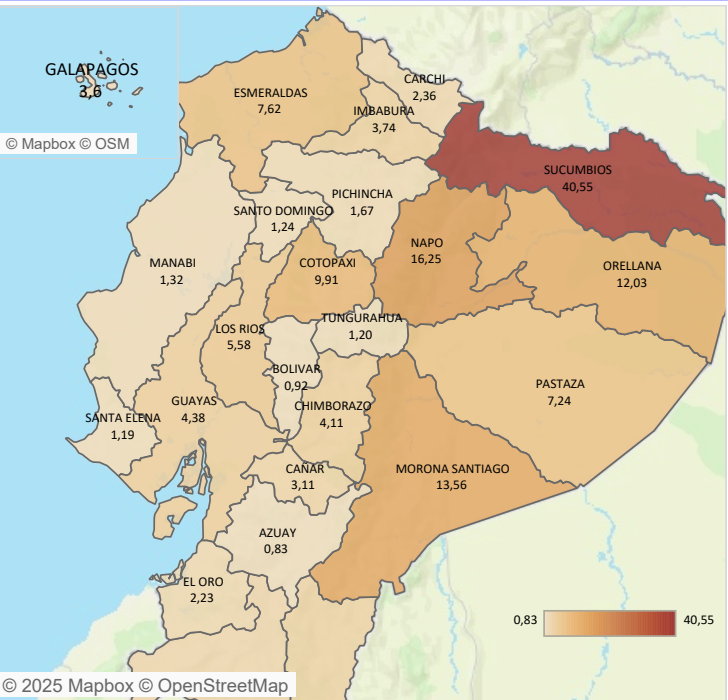 GALAPAGOS
3,6
© Mapbox © OSM
ESMERALDAS
7,62
CARCHI
2,36
IMBABURA
3,74
SUCUMBIOS
40,55
PICHINCHA
1,67
SANTO DOMINGO
1,24
NAPO
16,25
MANABI
1,32
COTOPAXI
9,91
ORELLANA
12,03
TUNGURAHUA
1,20
LOS RIOS
5,58
BOLIVAR
0,92
PASTAZA
7,24
GUAYAS
4,38
CHIMBORAZO
4,11
SANTA ELENA
1,19
CAÑAR
3,11
MORONA SANTIAGO
13,56
AZUAY
0,83
EL ORO
2,23
0,83 40,55
© 2025 Mapbox © OpenStreetMap